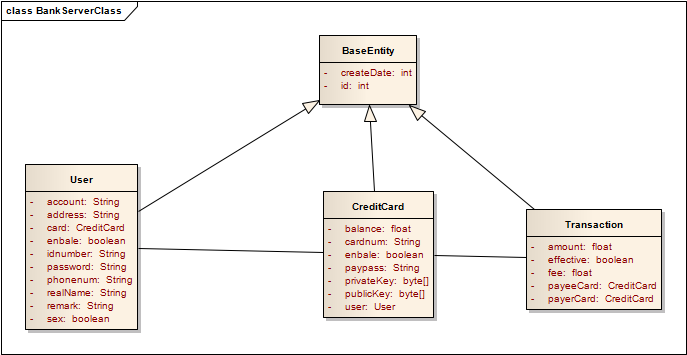 class BankServerClass
BaseEntity
- createDate: int
- id: int
User
- account: String
- address: String
- card: CreditCard
- enbale: boolean
- idnumber: String
- password: String
- phonenum: String
- realName: String
- remark: String
- sex: boolean
CreditCard
- balance: float
- cardnum: String
- enbale: boolean
- paypass: String
- privateKey: byte[]
- publicKey: byte[]
- user: User
Transaction
- amount: float
- effective: boolean
- fee: float
- payeeCard: CreditCard
- payerCard: CreditCard